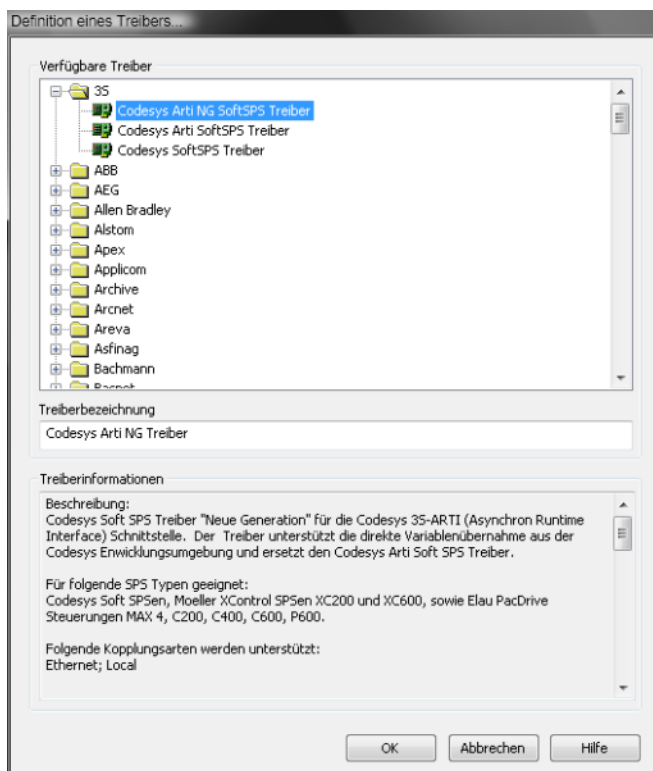 Definition eines Treibers...
Verfügbare Treiber
3S
Codesys Arti NG SoftSPS Treiber
Codesys Arti SoftSPS Treiber
Codesys SoftSPS Treiber
ABB
AEG
Allen Bradley
Alstom
Apex
Applicom
Archive
Arcnet
Areva
Asfinag
Bachmann
Treiberbezeichnung
Codesys Arti NG Treiber
Treiberinformationen
Beschreibung:
Codesys Soft SPS Treiber "Neue Generation" für die Codesys 3S-ARTI (Asynchron Runtime
Interface) Schnittstelle. Der Treiber unterstützt die direkte Variablenübernahme aus der
Codesys Enwicklungsumgebung und ersetzt den Codesys Arti Soft SPS Treiber.
Für folgende SPS Typen geeignet:
Codesys Soft SPSen, Moeller XControl SPSen XC200 und XC600, sowie Elau PacDrive
Steuerungen MAX 4, C200, C400, C600, P600.
Folgende Kopplungsarten werden unterstützt:
Ethernet; Local
OK
Abbrechen
Hilfe